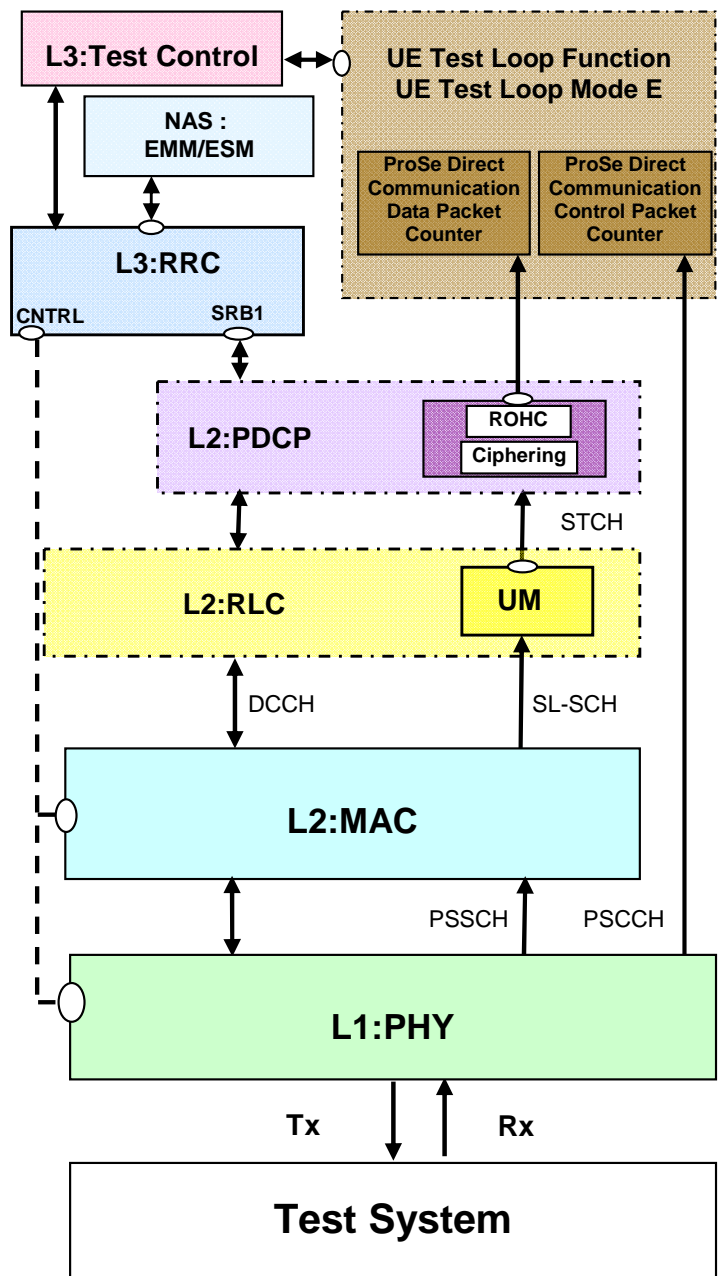 L3:Test Control
UE Test Loop Function
UE Test Loop Mode E
NAS :
EMM/ESM
ProSe Direct
Communication
Data Packet
Counter
ProSe Direct
Communication
Control Packet
Counter
L3:RRC
CNTRL
SRB1
L2:PDCP
ROHC
Ciphering
STCH
L2:RLC
UM
DCCH
SL-SCH
L2:MAC
PSSCH
PSCCH
L1:PHY
Tx
Rx
Test System